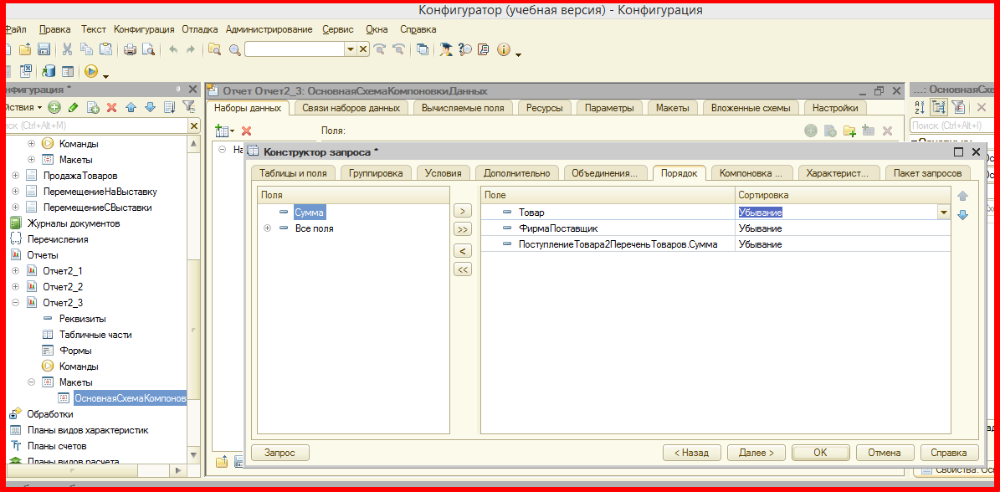 Конфигуратор (учебная версия) - Конфигурация
Файл Правка Текст Конфигурация Отладка Администрирование Сервис Окна Справка
нфигурация *
йствия
иск (Ctrl+Alt+M)
Команды
Макеты
ПродажаТоваров
ПеремещениеНаВыставку
ПеремещениеСВыставки
Журналы документов
Перечисления
Отчеты
Отчет2_1
Отчет2_2
Отчет2_3
Реквизиты
Табличные части
Формы
Команды
Макеты
ОсновнаяСхемаКомпонов
Обработки
Планы видов характеристик
Планы счетов
Планы видов расчета
Отчет Отчет2_3: ОсновнаяСхемаКомпоновкиДанных
Наборы данных Связи наборов данных Вычисляемые поля Ресурсы Параметры Макеты Вложенные схемы Настройки
Поля:
На
Конструктор запроса *
Таблицы и поля Группировка Условия Дополнительно Объединения... Порядок Компоновка ... Характерист... Пакет запросов
Поля
Сумма
Все поля
>
>>
<
<<
Поле Сортировка
Товар Убывание
ФирмаПоставщик Убывание
ПоступлениеТовара2ПереченьТоваров.Сумма Убывание
Запрос < Назад Далее > OK Отмена Справка
...: ОсновнаяСхе
Поиск (Ctrl+Alt+I)
Свойства: Осн